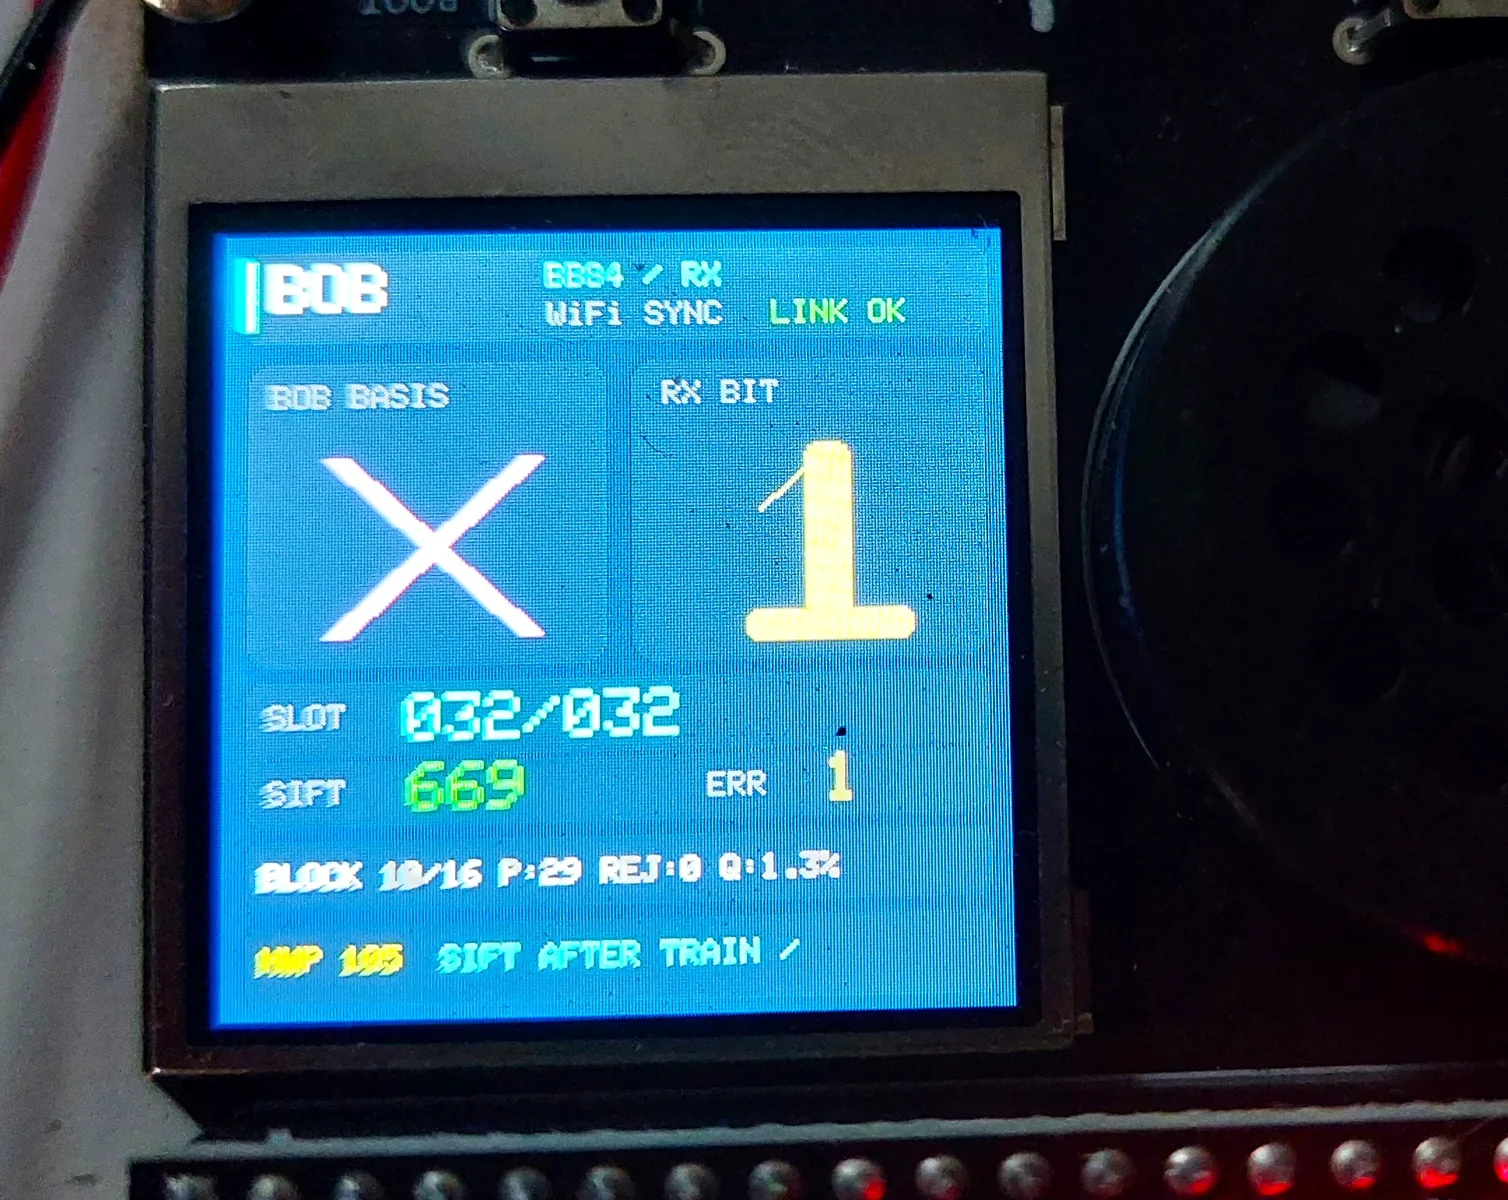 BOB
BB84 / RX
WiFi SYNC LINK OK
BOB BASIS
RX BIT
X
1
SLOT 032/032
SIFT 669 ERR 1
BLOCK 10/16 P:29 REJ:0 Q:1.3%
105 SIFT AFTER TRAIN /